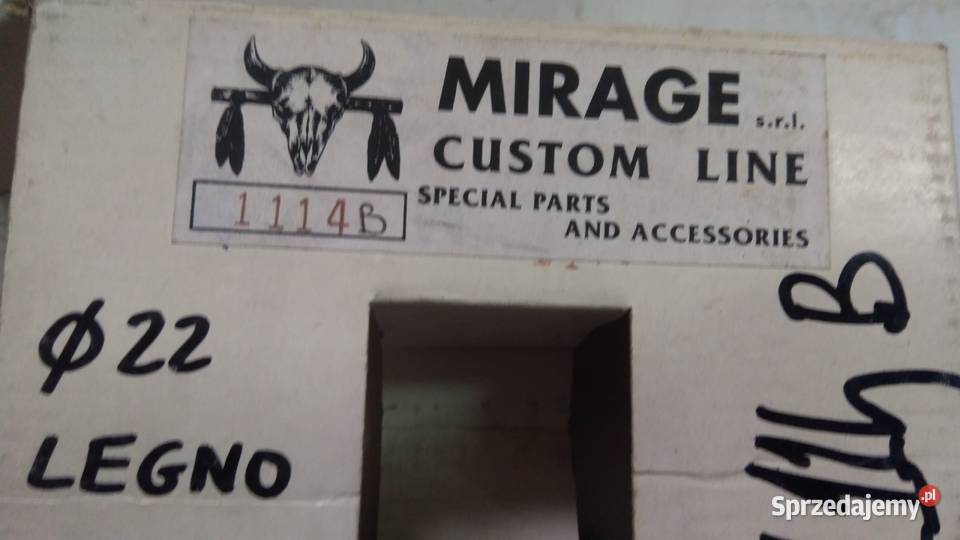 MIRAGE s.r.l.
CUSTOM LINE
SPECIAL PARTS
AND ACCESSORIES
1114B
φ22
LEGNO
B
Sprzedajemy.pl